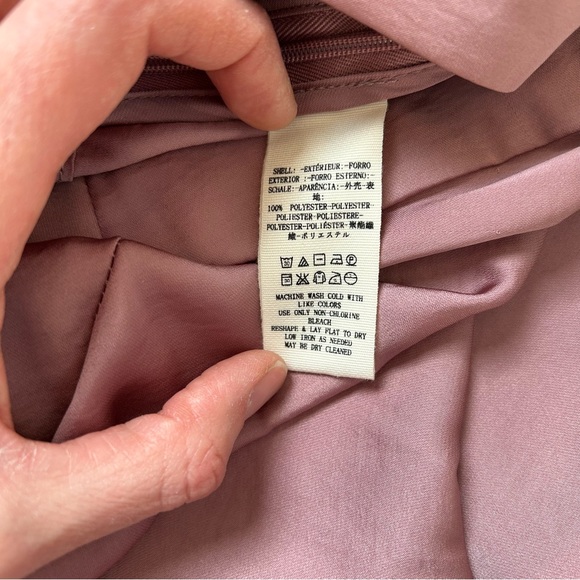 SHELL: -EXTÉRIEUR:-FORRO
EXTERIOR :-FORRO ESTERNO:-
SCHALE:-APARÊNCIA:-外壳 表
地:
100% POLYESTER-POLYESTER-
POLIESTER-POLIESTERE-
POLYESTER-POLIÉSTER-聚酯纖
維-ポリエステル
MACHINE WASH COLD WITH
LIKE COLORS
USE ONLY NON-CHLORINE
BLEACH
RESHAPE & LAY FLAT TO DRY
LOW IRON AS NEEDED
MAY BE DRY CLEANED